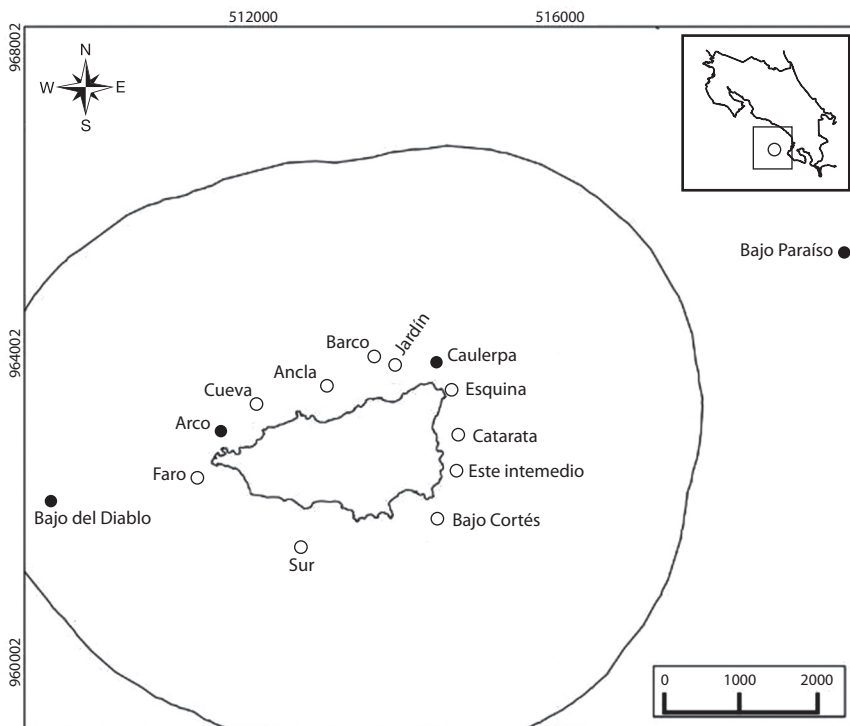 512000 516000
968002
N
W E
S
Bajo Paraíso
964002
Barco
Jardín
Caulerpa
Ancla
Esquina
Cueva
Arco
Catarata
Faro
Este intemedio
Bajo del Diablo
Bajo Cortés
Sur
960002
0 1000 2000